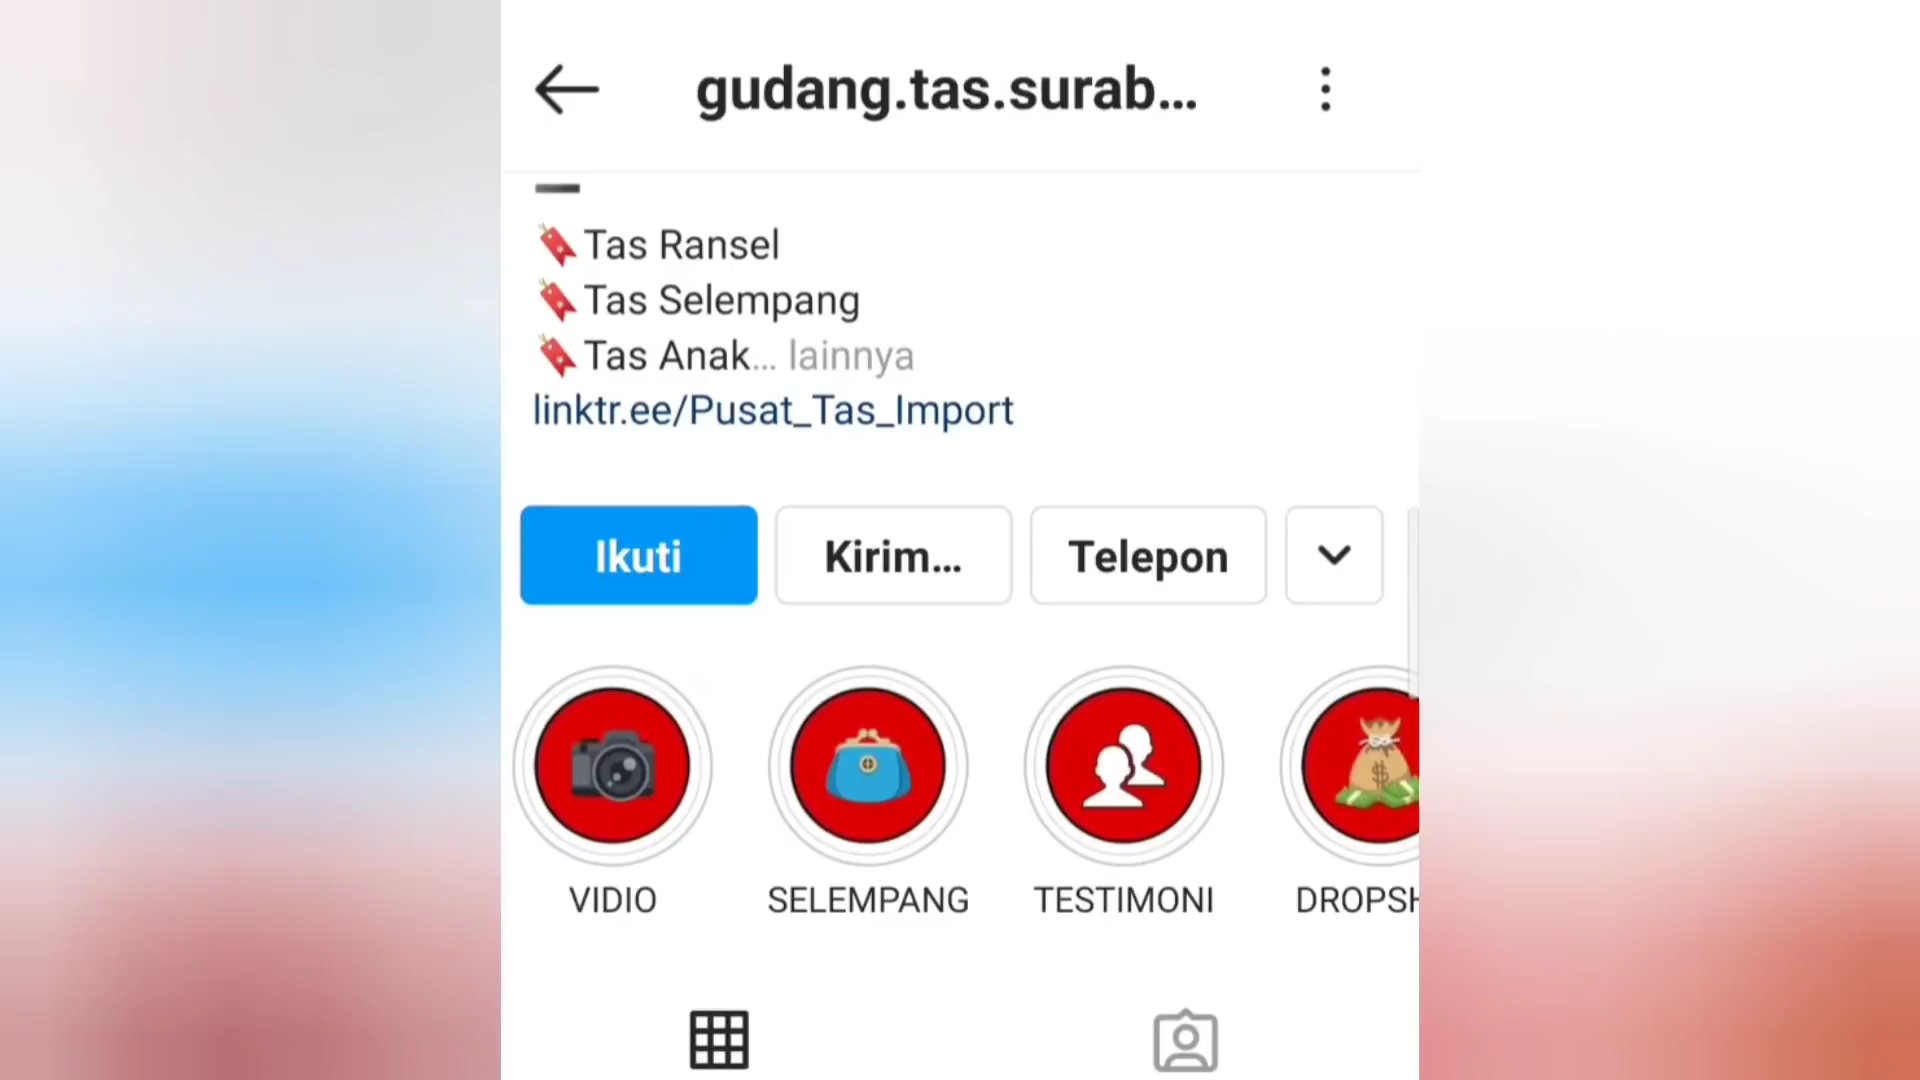 gudang.tas.surab...
Tas Ransel
Tas Selempang
Tas Anak... lainnya
linktr.ee/Pusat_Tas_Import
Ikuti
Kirim...
Telepon
VIDIO
SELEMPANG
TESTIMONI
DROPSH